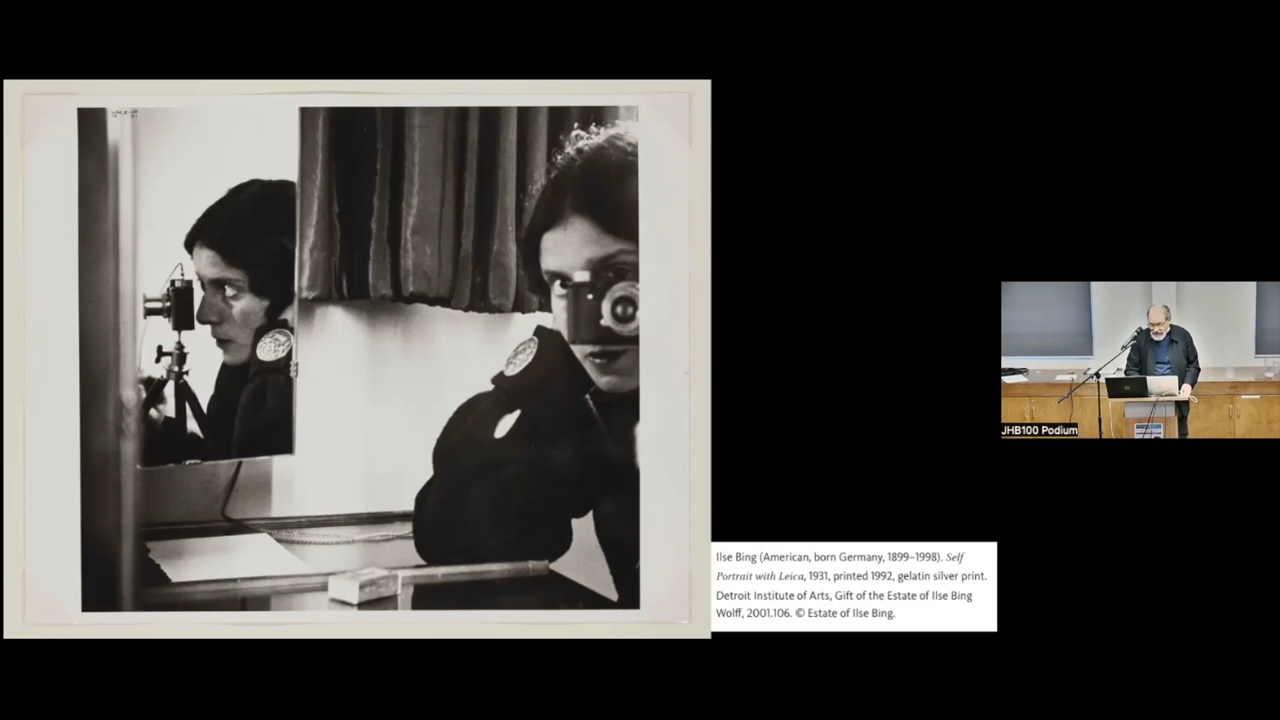 Ilse Bing (American, born Germany, 1899–1998). Self
Portrait with Leica, 1931, printed 1992, gelatin silver print.
Detroit Institute of Arts, Gift of the Estate of Ilse Bing
Wolff, 2001.106. © Estate of Ilse Bing.
JHB100 Podium